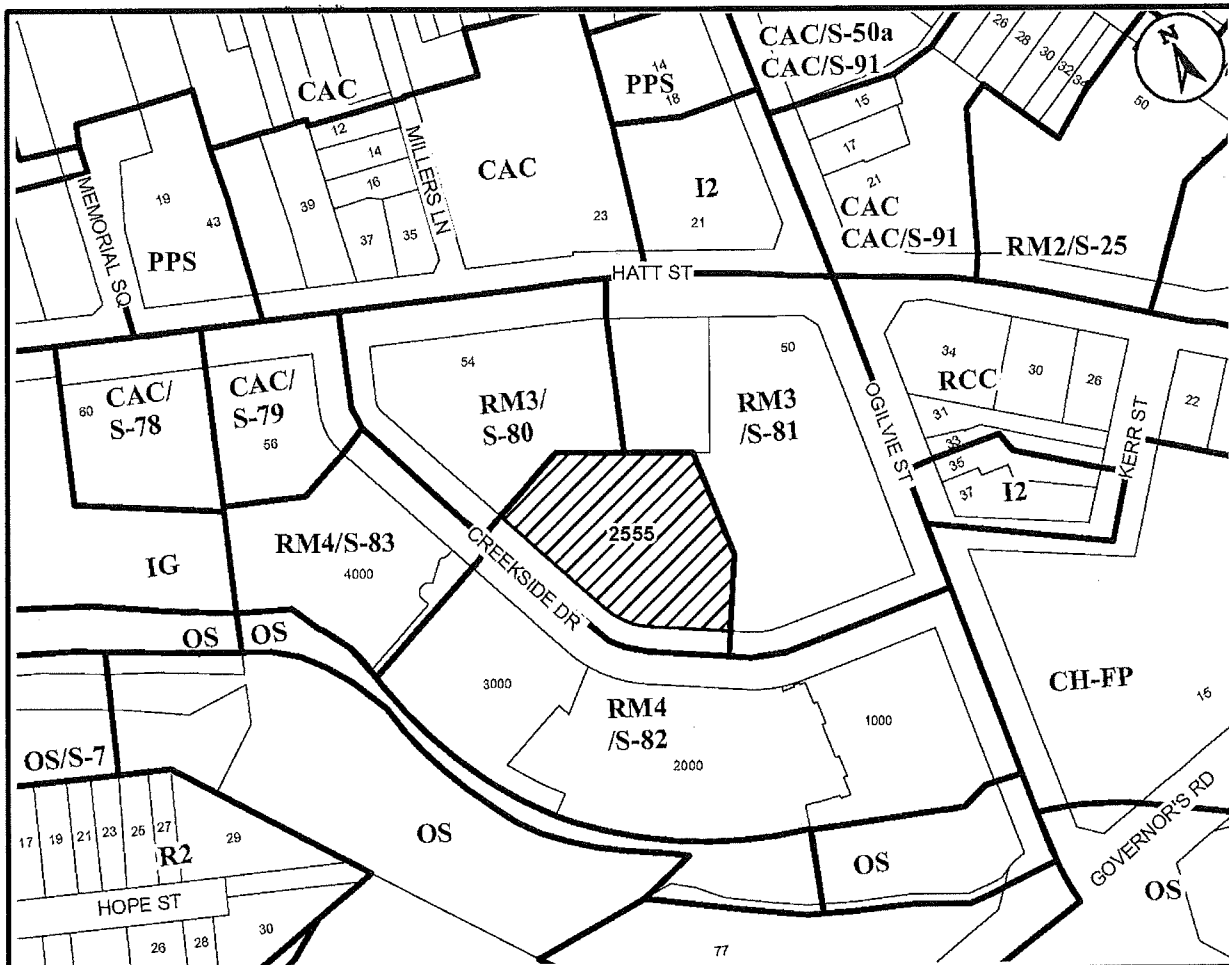 CAC/S-50a
CAC/S-91
N
26
28
30
32
50
14
18
PPS
15
17
21
CAC
CAC/S-91
CAC
12
14
16
37
35
39
MILLERS LN
CAC
23
I2
21
RM2/S-25
19
43
PPS
MEMORIAL SQ
HATT ST
60
CAC/
S-78
CAC/
S-79
56
54
RM3/
S-80
50
RM3
/S-81
OGILVIE ST
34
RCC
30
26
22
31
33
35
37
I2
KERR ST
2555
CREEKSIDE DR
RM4/S-83
4000
IG
OS
OS
3000
RM4
/S-82
2000
1000
CH-FP
15
GOVERNOR'S RD
OS
OS/S-7
17
19
21
23
25
27
29
R2
HOPE ST
26
28
30
OS
OS
77